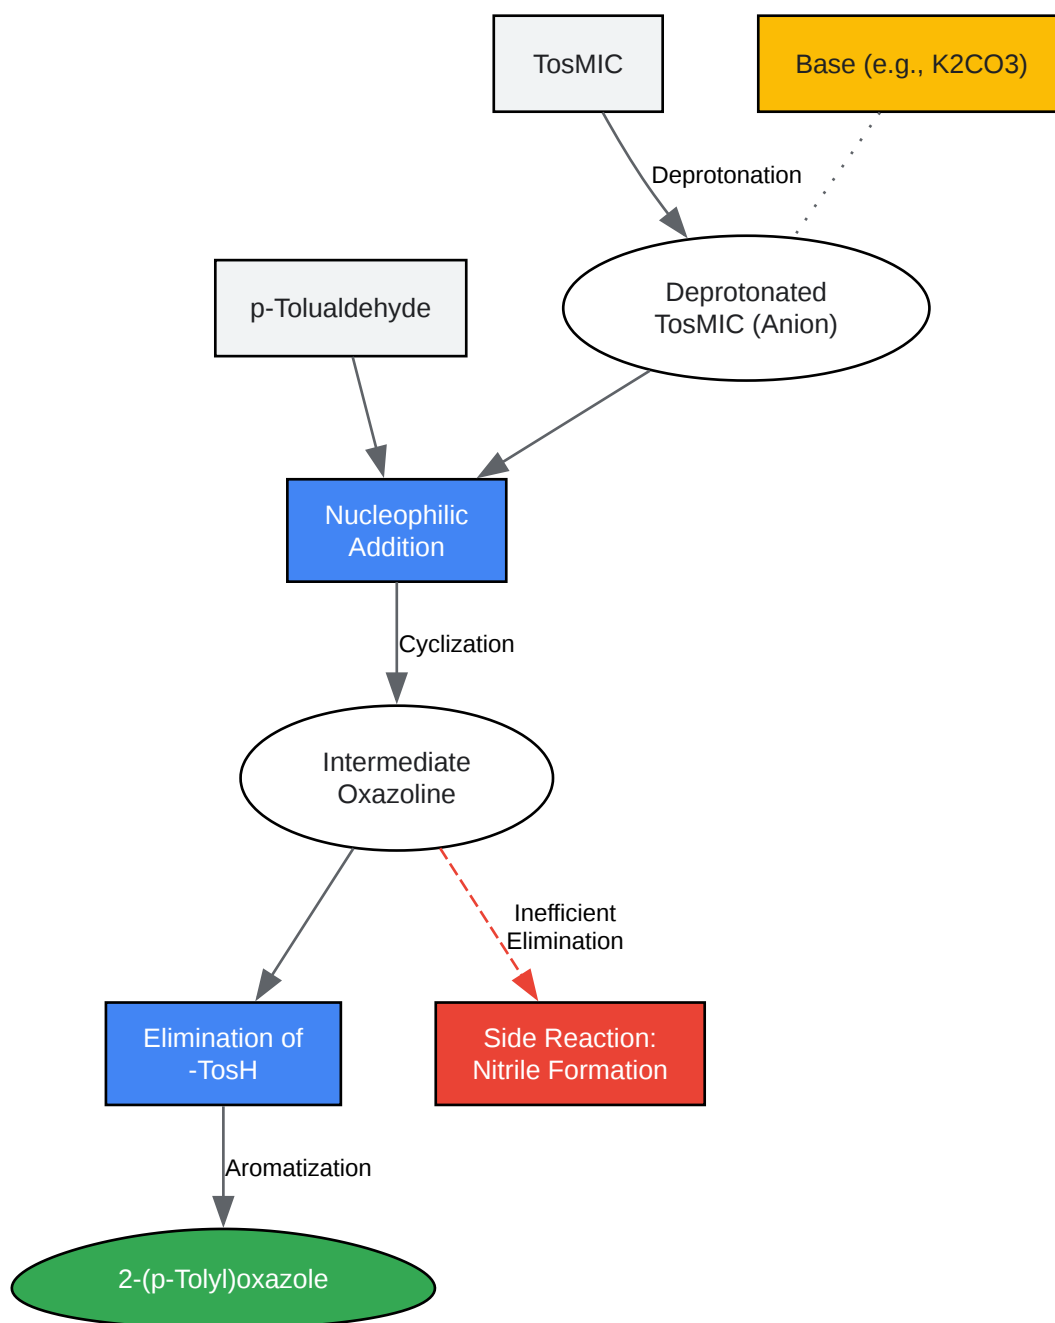 TosMIC
Base (e.g., K2CO3)
Deprotonation
Deprotonated
TosMIC (Anion)
p-Tolualdehyde
Nucleophilic
Addition
Cyclization
Intermediate
Oxazoline
Inefficient
Elimination
Elimination of
-TosH
Side Reaction:
Nitrile Formation
Aromatization
2-(p-Tolyl)oxazole